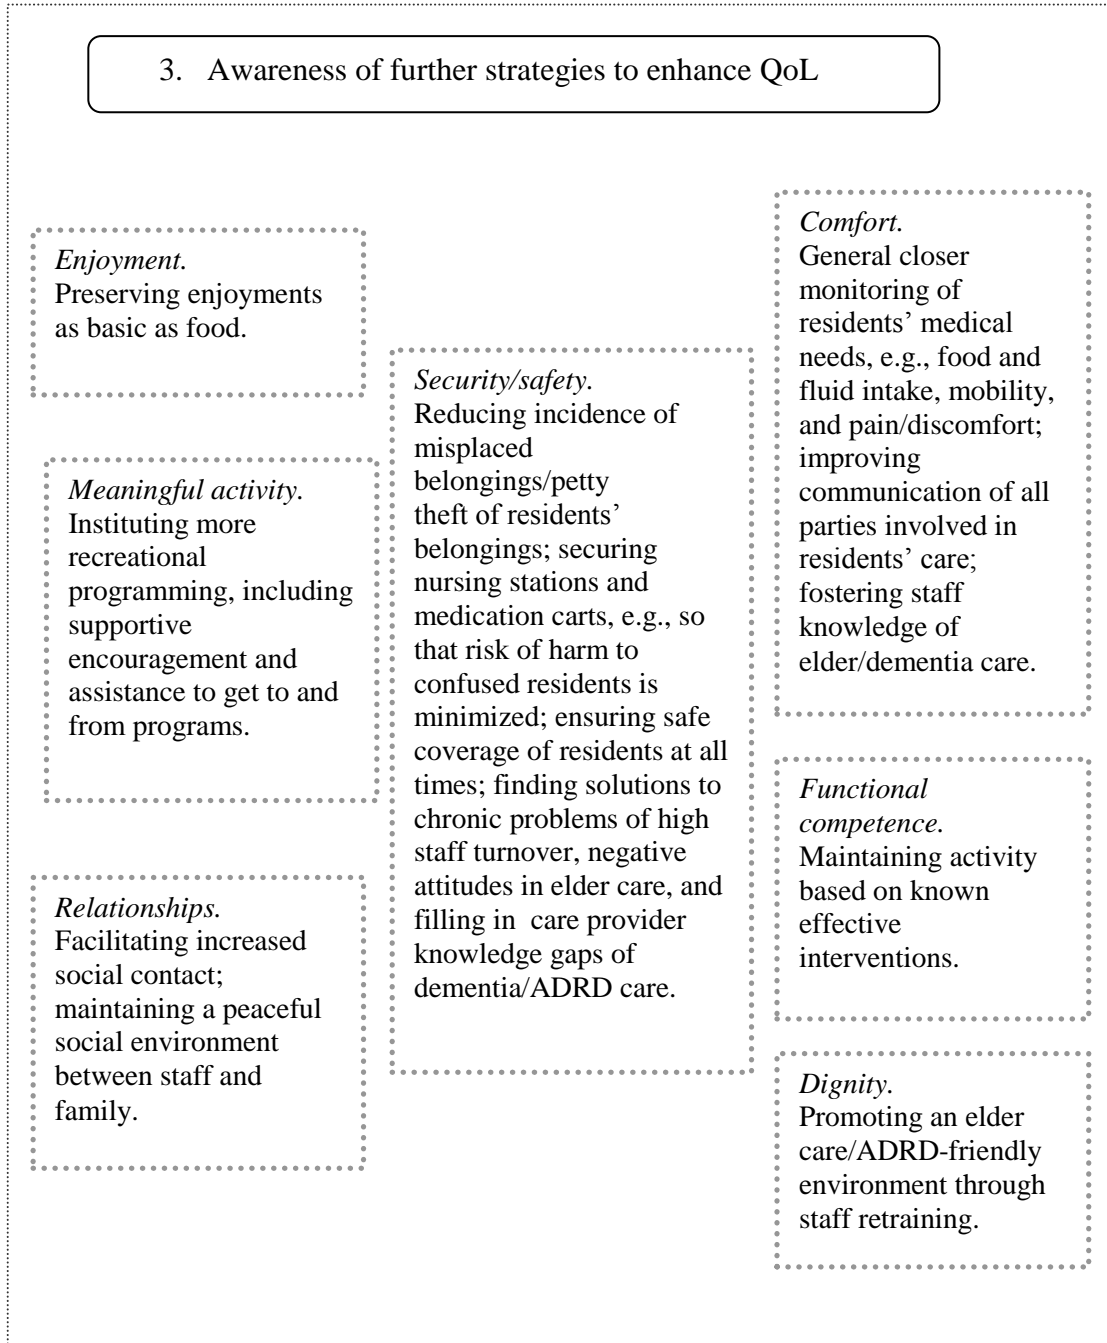 3. Awareness of further strategies to enhance QoL
Enjoyment.
Preserving enjoyments
as basic as food.
Meaningful activity.
Instituting more
recreational
programming, including
supportive
encouragement and
assistance to get to and
from programs.
Relationships.
Facilitating increased
social contact;
maintaining a peaceful
social environment
between staff and
family.
Security/safety.
Reducing incidence of
misplaced
belongings/petty
theft of residents’
belongings; securing
nursing stations and
medication carts, e.g., so
that risk of harm to
confused residents is
minimized; ensuring safe
coverage of residents at all
times; finding solutions to
chronic problems of high
staff turnover, negative
attitudes in elder care, and
filling in care provider
knowledge gaps of
dementia/ADRD care.
Comfort.
General closer
monitoring of
residents’ medical
needs, e.g., food and
fluid intake, mobility,
and pain/discomfort;
improving
communication of all
parties involved in
residents’ care;
fostering staff
knowledge of
elder/dementia care.
Functional
competence.
Maintaining activity
based on known
effective
interventions.
Dignity.
Promoting an elder
care/ADRD-friendly
environment through
staff retraining.